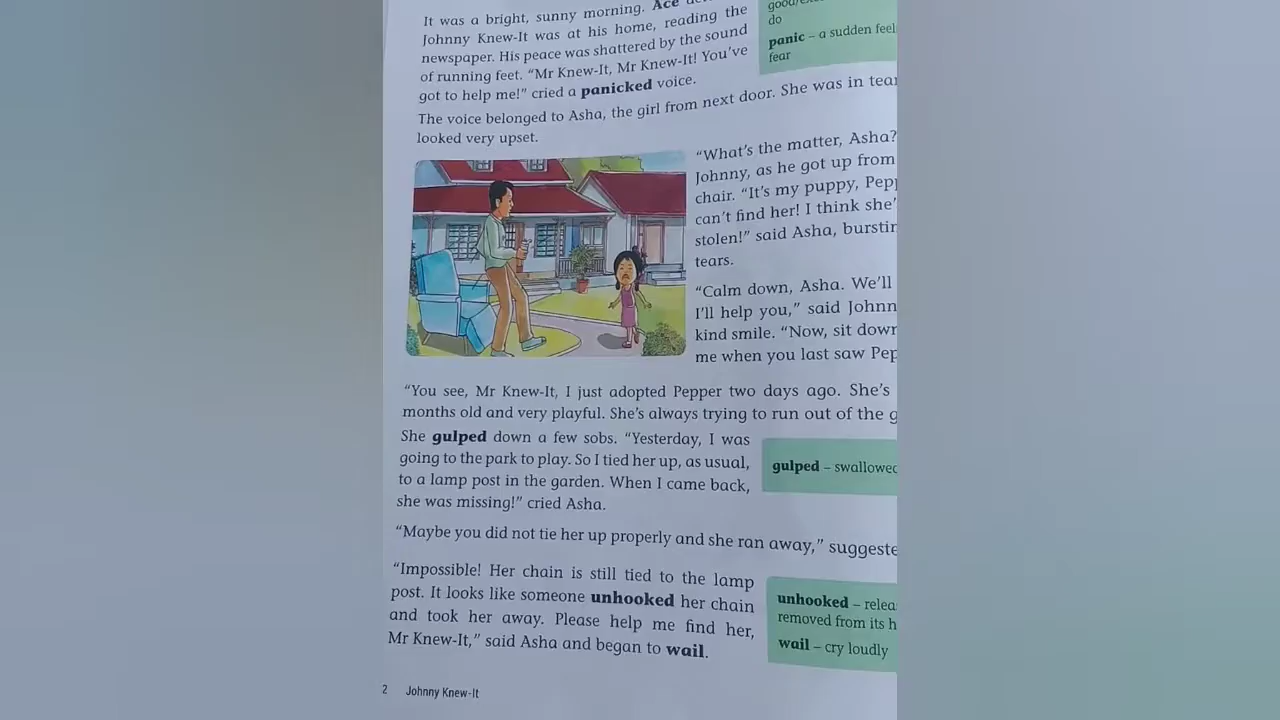 It was a bright, sunny morning. Ace
Johnny Knew-It was at his home, reading the
newspaper. His peace was shattered by the sound
of running feet. “Mr Knew-It, Mr Knew-It! You’ve
got to help me!” cried a panicked voice.
do
panic – a sudden feel
fear
The voice belonged to Asha, the girl from next door. She was in tear
looked very upset.
“What’s the matter, Asha?
Johnny, as he got up from
chair. “It’s my puppy, Pepp
can’t find her! I think she’
stolen!” said Asha, burstin
tears.
“Calm down, Asha. We’ll
I’ll help you,” said Johnn
kind smile. “Now, sit down
me when you last saw Pep
“You see, Mr Knew-It, I just adopted Pepper two days ago. She’s
months old and very playful. She’s always trying to run out of the g
She gulped down a few sobs. “Yesterday, I was
going to the park to play. So I tied her up, as usual,
to a lamp post in the garden. When I came back,
she was missing!” cried Asha.
gulped – swallowed
“Maybe you did not tie her up properly and she ran away,” suggeste
“Impossible! Her chain is still tied to the lamp
post. It looks like someone unhooked her chain
and took her away. Please help me find her,
Mr Knew-It,” said Asha and began to wail.
unhooked – relea
removed from its h
wail – cry loudly
2 Johnny Knew-It